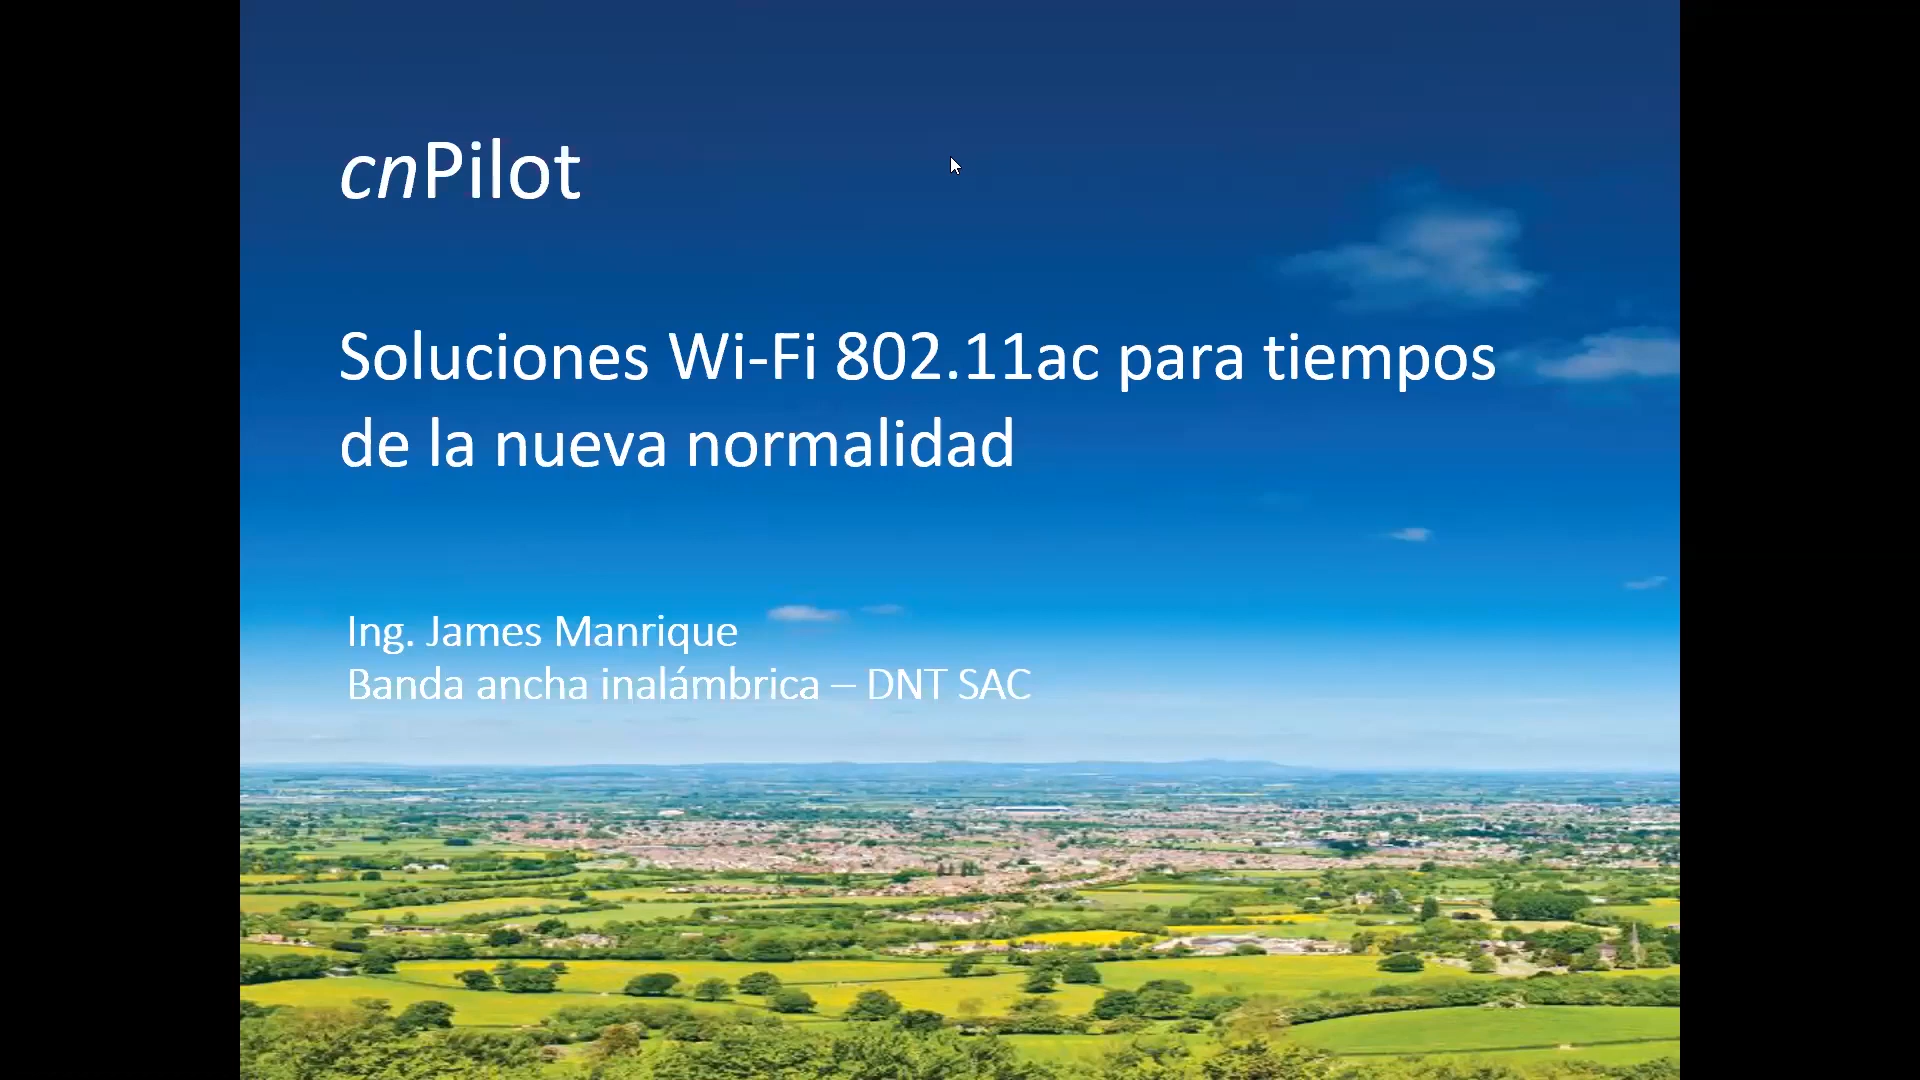 cnPilot
Soluciones Wi-Fi 802.11ac para tiempos
de la nueva normalidad
Ing. James Manrique
Banda ancha inalámbrica – DNT SAC